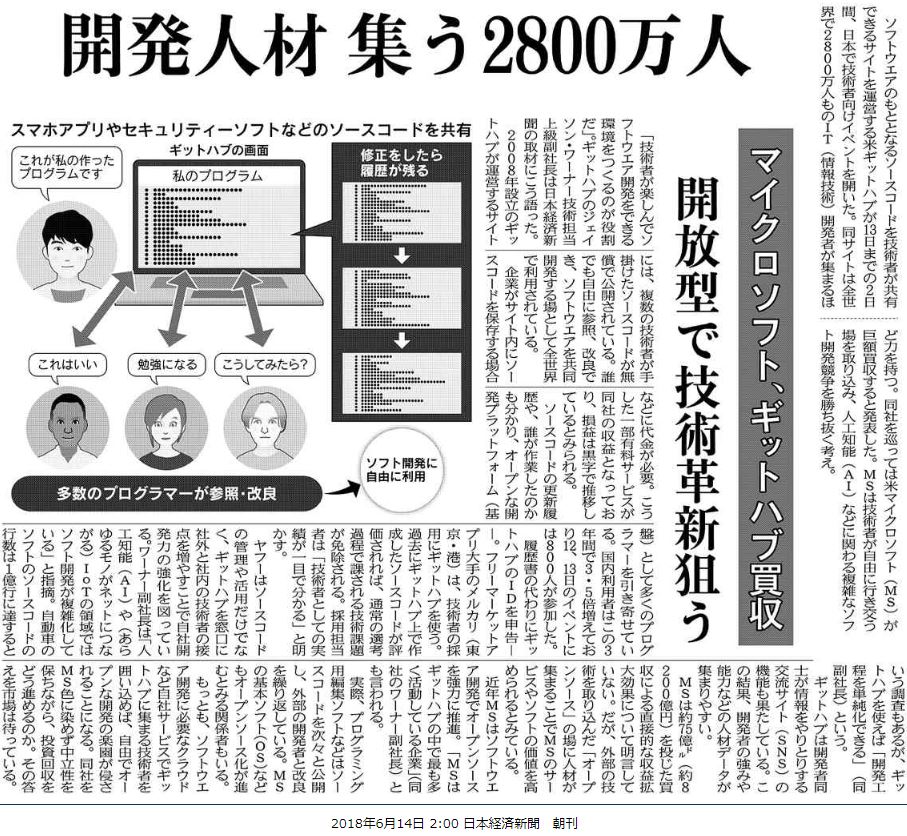 開発人材 集う2800万人
マイクロソフト、ギットハブ買収
開放型で技術革新狙う
ソフトウエアのもととなるソースコードを技術者が共有
できるサイトを運営する米ギットハブが13日までの2日
間、日本で技術者向けイベントを開いた。同サイトは全世
界で2800万人ものIT（情報技術）開発者が集まるほ
ど力を持つ。同社を巡っては米マイクロソフト（MS）が
巨額買収すると発表した。MSは技術者が自由に行き交う
場を取り込み、人工知能（AI）などに関わる複雑なソフ
ト開発競争を勝ち抜く考え。
スマホアプリやセキュリティーソフトなどのソースコードを共有
ギットハブの画面
これが私の作った
プログラムです
私のプログラム
修正をしたら
履歴が残る
これはいい
勉強になる
こうしてみたら？
多数のプログラマーが参照・改良
ソフト開発に
自由に利用
「技術者が楽しんでソ
フトウエア開発をできる
環境をつくるのが役割
だ」。ギットハブのジェイ
ソン・ワーナー技術担当
上級副社長は日本経済新
聞の取材にこう語った。
2008年設立のギッ
トハブが運営するサイト
には、複数の技術者が手
掛けたソースコードが無
償で公開されている。誰
でも自由に参照、改良で
き、ソフトウエアを共同
開発する場として全世界
で利用されている。
企業がサイト内にソー
スコードを保存する場合
などに代金が必要。こう
した一部有料サービスが
同社の収益となってお
り、損益は黒字で推移し
ているとみられる。
ソースコードの更新履
歴や、誰が作業したのか
も分かり、オープンな開
発プラットフォーム（基
盤）として多くのプログ
ラマーを引き寄せてい
る。国内利用者はこの3
年間で3・5倍増えてお
り12、13日のイベントに
は800人が参加した。
履歴書の代わりにギッ
トハブのIDを申告―
―。フリーマーケットア
プリ大手のメルカリ（東
京・港）は、技術者の採
用にギットハブを使う。
過去にギットハブ上で作
成したソースコードが評
価されれば、通常の選考
過程で課される技術課題
が免除される。採用担当
者は「技術者としての実
績が一目で分かる」と明
かす。
ヤフーはソースコード
の管理や活用だけでな
く、ギットハブを窓口に
社外と社内の技術者の接
点を増やすことで自社開
発力の強化を図ってい
る。ワーナー副社長は「人
工知能（AI）や（あら
ゆるモノがネットにつな
がる）IoTの領域では
ソフト開発が複雑化して
いる」と指摘。自動車の
ソフトのソースコードの
行数は1億行に達すると
いう調査もあるが、ギッ
トハブを使えば「開発工
程を単純化できる」（同
副社長）という。
ギットハブは開発者同
士が情報をやりとりする
交流サイト（SNS）の
機能も果たしている。こ
の結果、開発者の強みや
能力などの人材データが
集まりやすい。
MSは約75億ドル（約8
200億円）を投じた買
収による直接的な収益拡
大効果について明言して
いない。だが、外部の技
術を取り込んだ「オープ
ンソース」の場に人材が
集まることでMSのサー
ビスやソフトの価値を高
められるとみている。
近年MSはソフトウエ
ア開発でオープンソース
を強力に推進。「MSは
ギットハブの中で最も多
く活動している企業」（同
社のワーナー副社長）と
も言われる。
実際、プログラミング
用編集ソフトなどはソー
スコードを次々と公開
し、外部の開発者と改良
を繰り返している。MS
の基本ソフト（OS）など
もオープンソース化が進
むとみる関係者もいる。
もっとも、ソフトウエ
ア開発に必要なクラウド
など自社サービスでギッ
トハブに集まる技術者を
囲い込めば、自由でオー
プンな開発の楽園が侵さ
れることになる。同社を
MS色に染めず中立性を
保ちながら、投資回収を
どう進めるのか。その答
えを市場は待っている。
2018年6月14日 2:00 日本経済新聞 朝刊